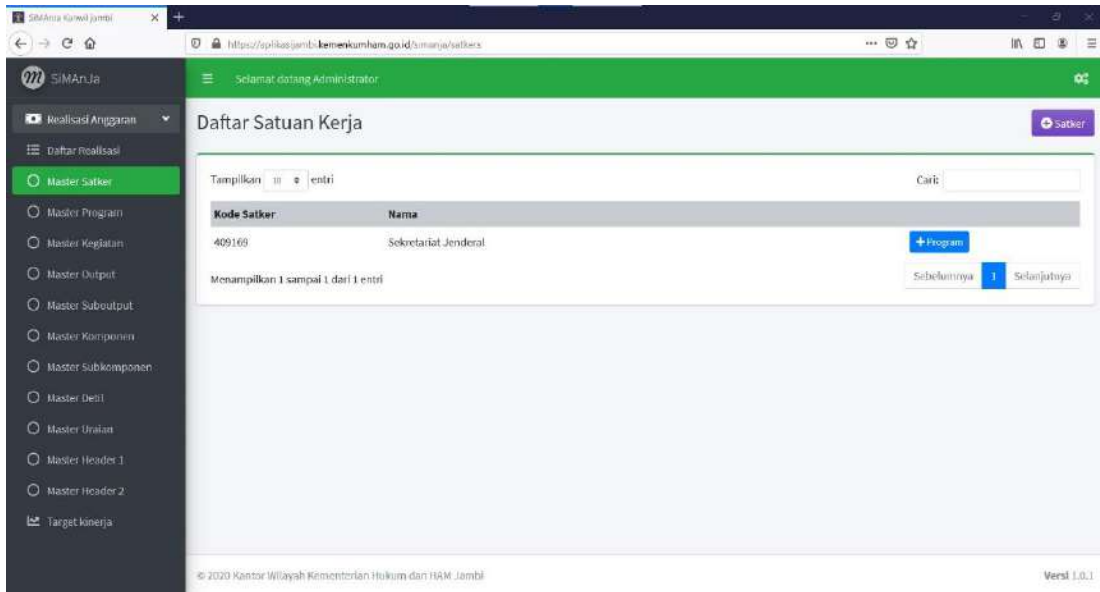 SiMAnJa Kanwil Jambi
https://aplikasijambi.kemenkumham.go.id/simanja/satkers
SiMAnJa
Selamat datang Administrator
Realisasi Anggaran
Daftar Realisasi
Master Satker
Master Program
Master Kegiatan
Master Output
Master Suboutput
Master Komponen
Master Subkomponen
Master Detil
Master Uraian
Master Header 1
Master Header 2
Target kinerja
Daftar Satuan Kerja
Satker
Tampilkan 10 entri
Cari:
Kode Satker Nama
409169 Sekretariat Jenderal +Program
Menampilkan 1 sampai 1 dari 1 entri
Sebelumnya 1 Selanjutnya
© 2020 Kantor Wilayah Kementerian Hukum dan HAM Jambi
Versi 1.0.1